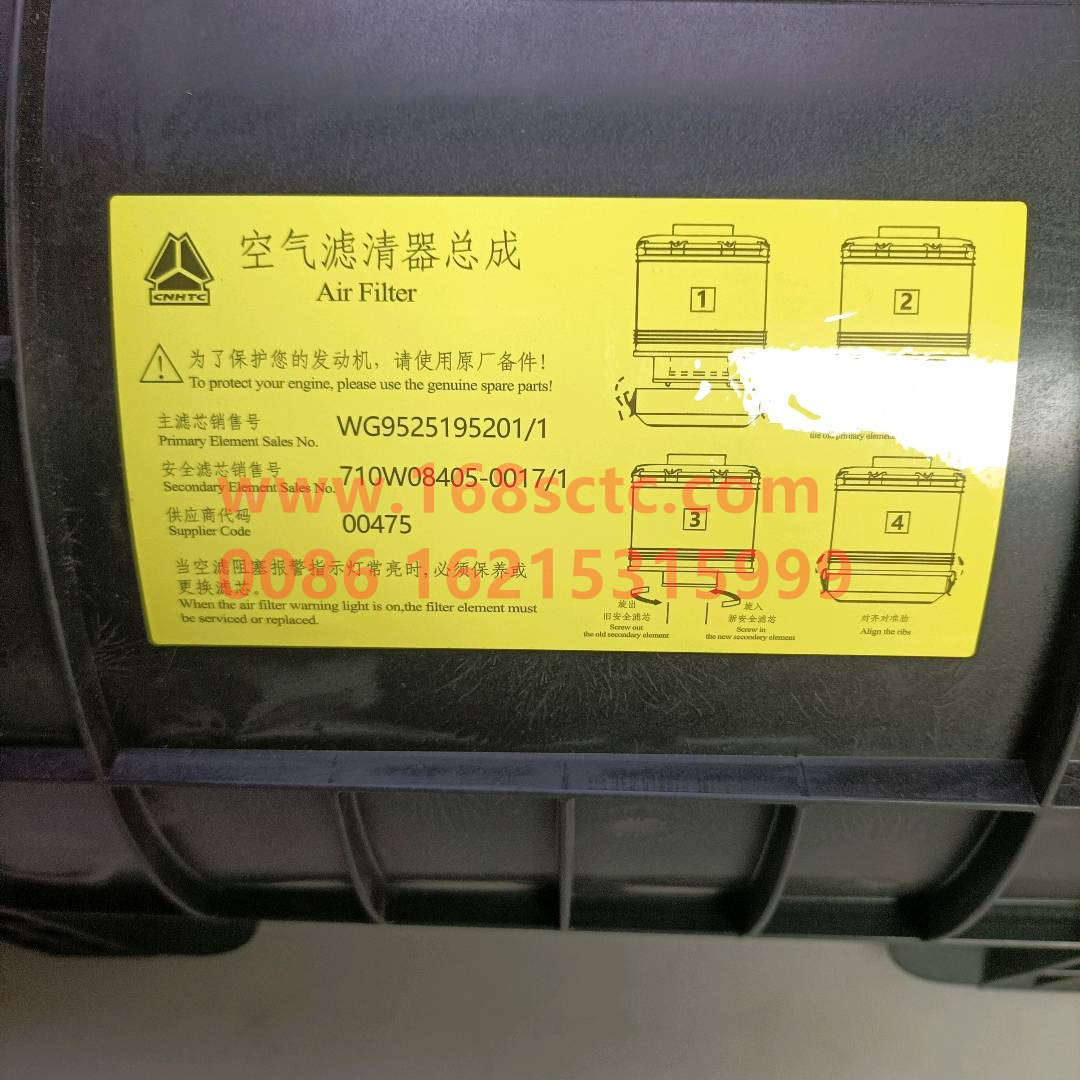 CNHTC
空气滤清器总成
Air Filter
为了保护您的发动机，请使用原厂备件！
To protect your engine, please use the genuine spare parts!
主滤芯销售号
Primary Element Sales No.
WG9525195201/1
安全滤芯销售号
Secondary Element Sales No.
710W08405-0017/1
供应商代码
Supplier Code
00475
当空滤阻塞报警指示灯常亮时,必须保养或
更换滤芯。
When the air filter warning light is on,the filter element must
be serviced or replaced.
1
2
the old primary element
3
旋出
旧安全滤芯
Screw out
the old secondary element
旋入
新安全滤芯
Screw in
the new secondary element
4
对齐对准胎
Align the ribs
www.168sctc.com
0086 16215315999